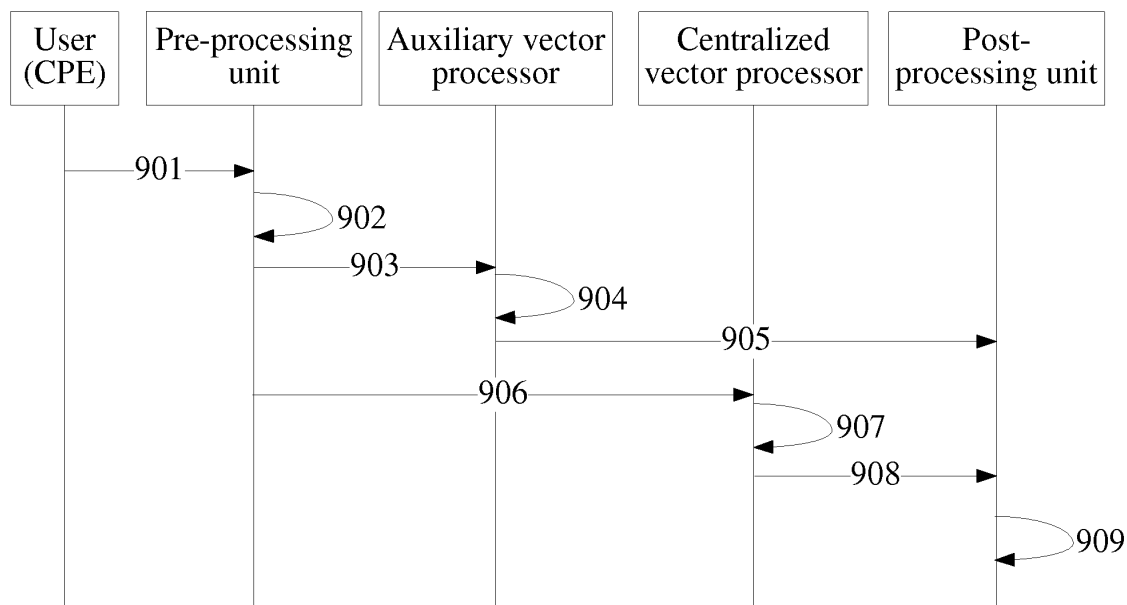 User
(CPE)
Pre-processing
unit
Auxiliary vector
processor
Centralized
vector processor
Post-
processing unit
901
902
903
904
905
906
907
908
909